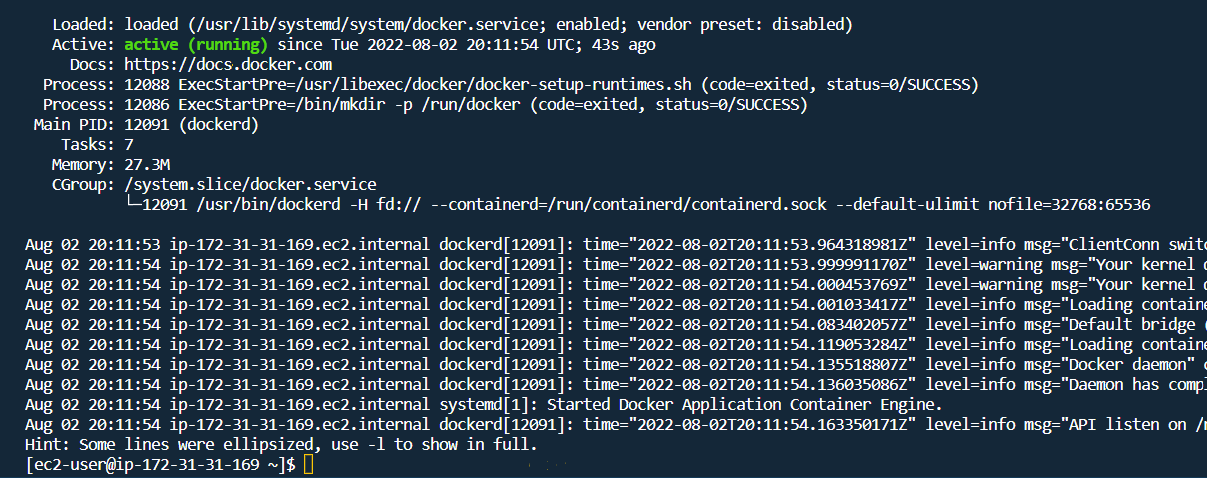 Loaded: loaded (/usr/lib/systemd/system/docker.service; enabled; vendor preset: disabled)
Active: active (running) since Tue 2022-08-02 20:11:54 UTC; 43s ago
Docs: https://docs.docker.com
Process: 12088 ExecStartPre=/usr/libexec/docker/docker-setup-runtimes.sh (code=exited, status=0/SUCCESS)
Process: 12086 ExecStartPre=/bin/mkdir -p /run/docker (code=exited, status=0/SUCCESS)
Main PID: 12091 (dockerd)
Tasks: 7
Memory: 27.3M
CGroup: /system.slice/docker.service
└─12091 /usr/bin/dockerd -H fd:// --containerd=/run/containerd/containerd.sock --default-ulimit nofile=32768:65536
Aug 02 20:11:53 ip-172-31-31-169.ec2.internal dockerd[12091]: time="2022-08-02T20:11:53.964318981Z" level=info msg="ClientConn switc
Aug 02 20:11:54 ip-172-31-31-169.ec2.internal dockerd[12091]: time="2022-08-02T20:11:53.999991170Z" level=warning msg="Your kernel
Aug 02 20:11:54 ip-172-31-31-169.ec2.internal dockerd[12091]: time="2022-08-02T20:11:54.000453769Z" level=warning msg="Your kernel
Aug 02 20:11:54 ip-172-31-31-169.ec2.internal dockerd[12091]: time="2022-08-02T20:11:54.001033417Z" level=info msg="Loading containe
Aug 02 20:11:54 ip-172-31-31-169.ec2.internal dockerd[12091]: time="2022-08-02T20:11:54.083402057Z" level=info msg="Default bridge (
Aug 02 20:11:54 ip-172-31-31-169.ec2.internal dockerd[12091]: time="2022-08-02T20:11:54.119053284Z" level=info msg="Loading containe
Aug 02 20:11:54 ip-172-31-31-169.ec2.internal dockerd[12091]: time="2022-08-02T20:11:54.135518807Z" level=info msg="Docker daemon"
Aug 02 20:11:54 ip-172-31-31-169.ec2.internal dockerd[12091]: time="2022-08-02T20:11:54.136035086Z" level=info msg="Daemon has compl
Aug 02 20:11:54 ip-172-31-31-169.ec2.internal systemd[1]: Started Docker Application Container Engine.
Aug 02 20:11:54 ip-172-31-31-169.ec2.internal dockerd[12091]: time="2022-08-02T20:11:54.163350171Z" level=info msg="API listen on /
Hint: Some lines were ellipsized, use -l to show in full.
[ec2-user@ip-172-31-31-169 ~]$